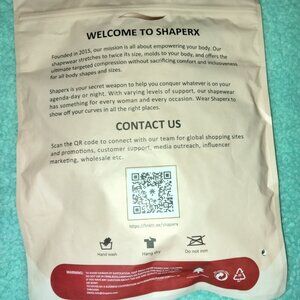 WELCOME TO SHAPERX
Founded in 2015, our mission is all about empowering your body. Our
shapewear stretches to twice its size, molds to your body, and offers the
ultimate targeted compression without sacrificing comfort and inclusiveness
for all body shapes and sizes.
Shaperx is your secret weapon to help you conquer whatever is on your
agenda-day or night. With varying levels of support, our shapewear
has something for every woman and every occasion. Wear Shaperx to
show off your curves in all the right places.
CONTACT US
Scan the QR code to connect with our team for global shopping sites
and promotions, customer support, media outreach, influencer
marketing, wholesale etc.
https://linktr.ee/shaperx
Hand wash
Hang dry
Do not iron
WARNING: